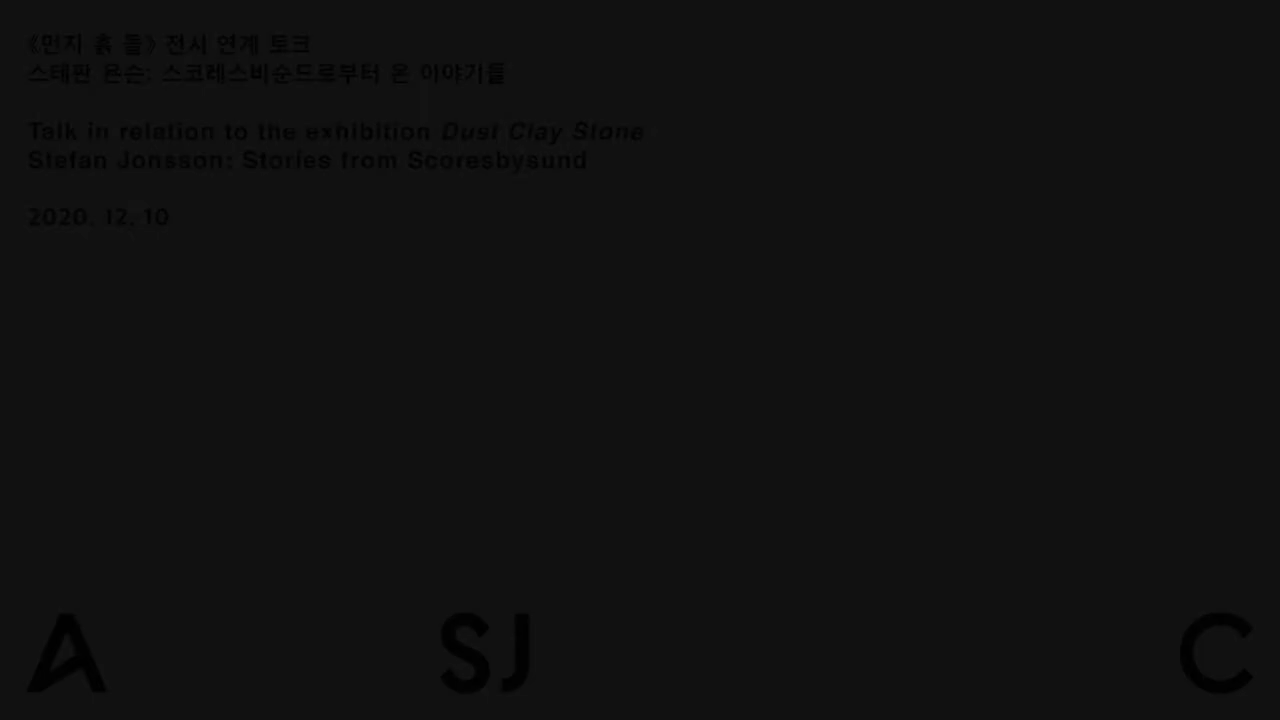 《먼지 흙 돌》 전시 연계 토크
스테판 욘슨: 스코레스비순드로부터 온 이야기들
Talk in relation to the exhibition Dust Clay Stone
Stefan Jonsson: Stories from Scoresbysund
2020. 12. 10
A SJ C